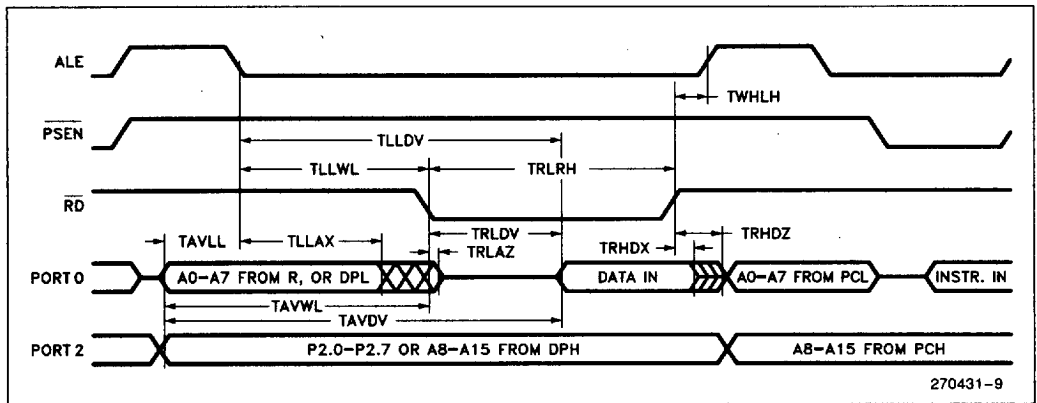 ALE
TWHLH
PSEN
TLLDV
TLLWL
TRLRH
RD
TAVLL
TLLAX
TRLDV
TRLAZ
TRHDX
TRHDZ
PORT 0
A0–A7 FROM R, OR DPL
DATA IN
A0–A7 FROM PCL
INSTR. IN
TAVWL
TAVDV
PORT 2
P2.0–P2.7 OR A8–A15 FROM DPH
A8–A15 FROM PCH
270431–9